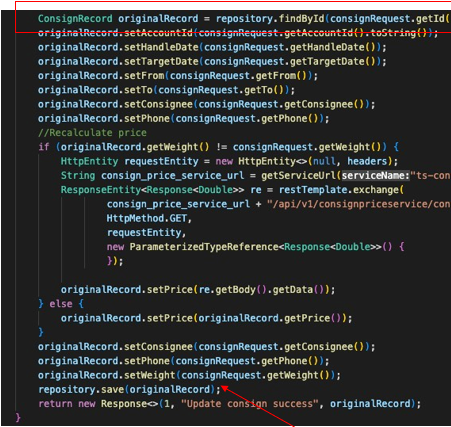 ConsignRecord originalRecord = repository.findById(consignRequest.getId(
originalRecord.setAccountId(consignRequest.getAccountId().toString());
originalRecord.setHandleDate(consignRequest.getHandleDate());
originalRecord.setTargetDate(consignRequest.getTargetDate());
originalRecord.setFrom(consignRequest.getFrom());
originalRecord.setTo(consignRequest.getTo());
originalRecord.setConsignee(consignRequest.getConsignee());
originalRecord.setPhone(consignRequest.getPhone());
//Recalculate price
if (originalRecord.getWeight() != consignRequest.getWeight()) {
HttpEntity requestEntity = new HttpEntity<>(null, headers);
String consign_price_service_url = getServiceUrl(serviceName:"ts-con
ResponseEntity<Response<Double>> re = restTemplate.exchange(
consign_price_service_url + "/api/v1/consignpriceservice/con
HttpMethod.GET,
requestEntity,
new ParameterizedTypeReference<Response<Double>>() {
});
originalRecord.setPrice(re.getBody().getData());
} else {
originalRecord.setPrice(originalRecord.getPrice());
}
originalRecord.setConsignee(consignRequest.getConsignee());
originalRecord.setPhone(consignRequest.getPhone());
originalRecord.setWeight(consignRequest.getWeight());
repository.save(originalRecord);
return new Response<>(1, "Update consign success", originalRecord);
}